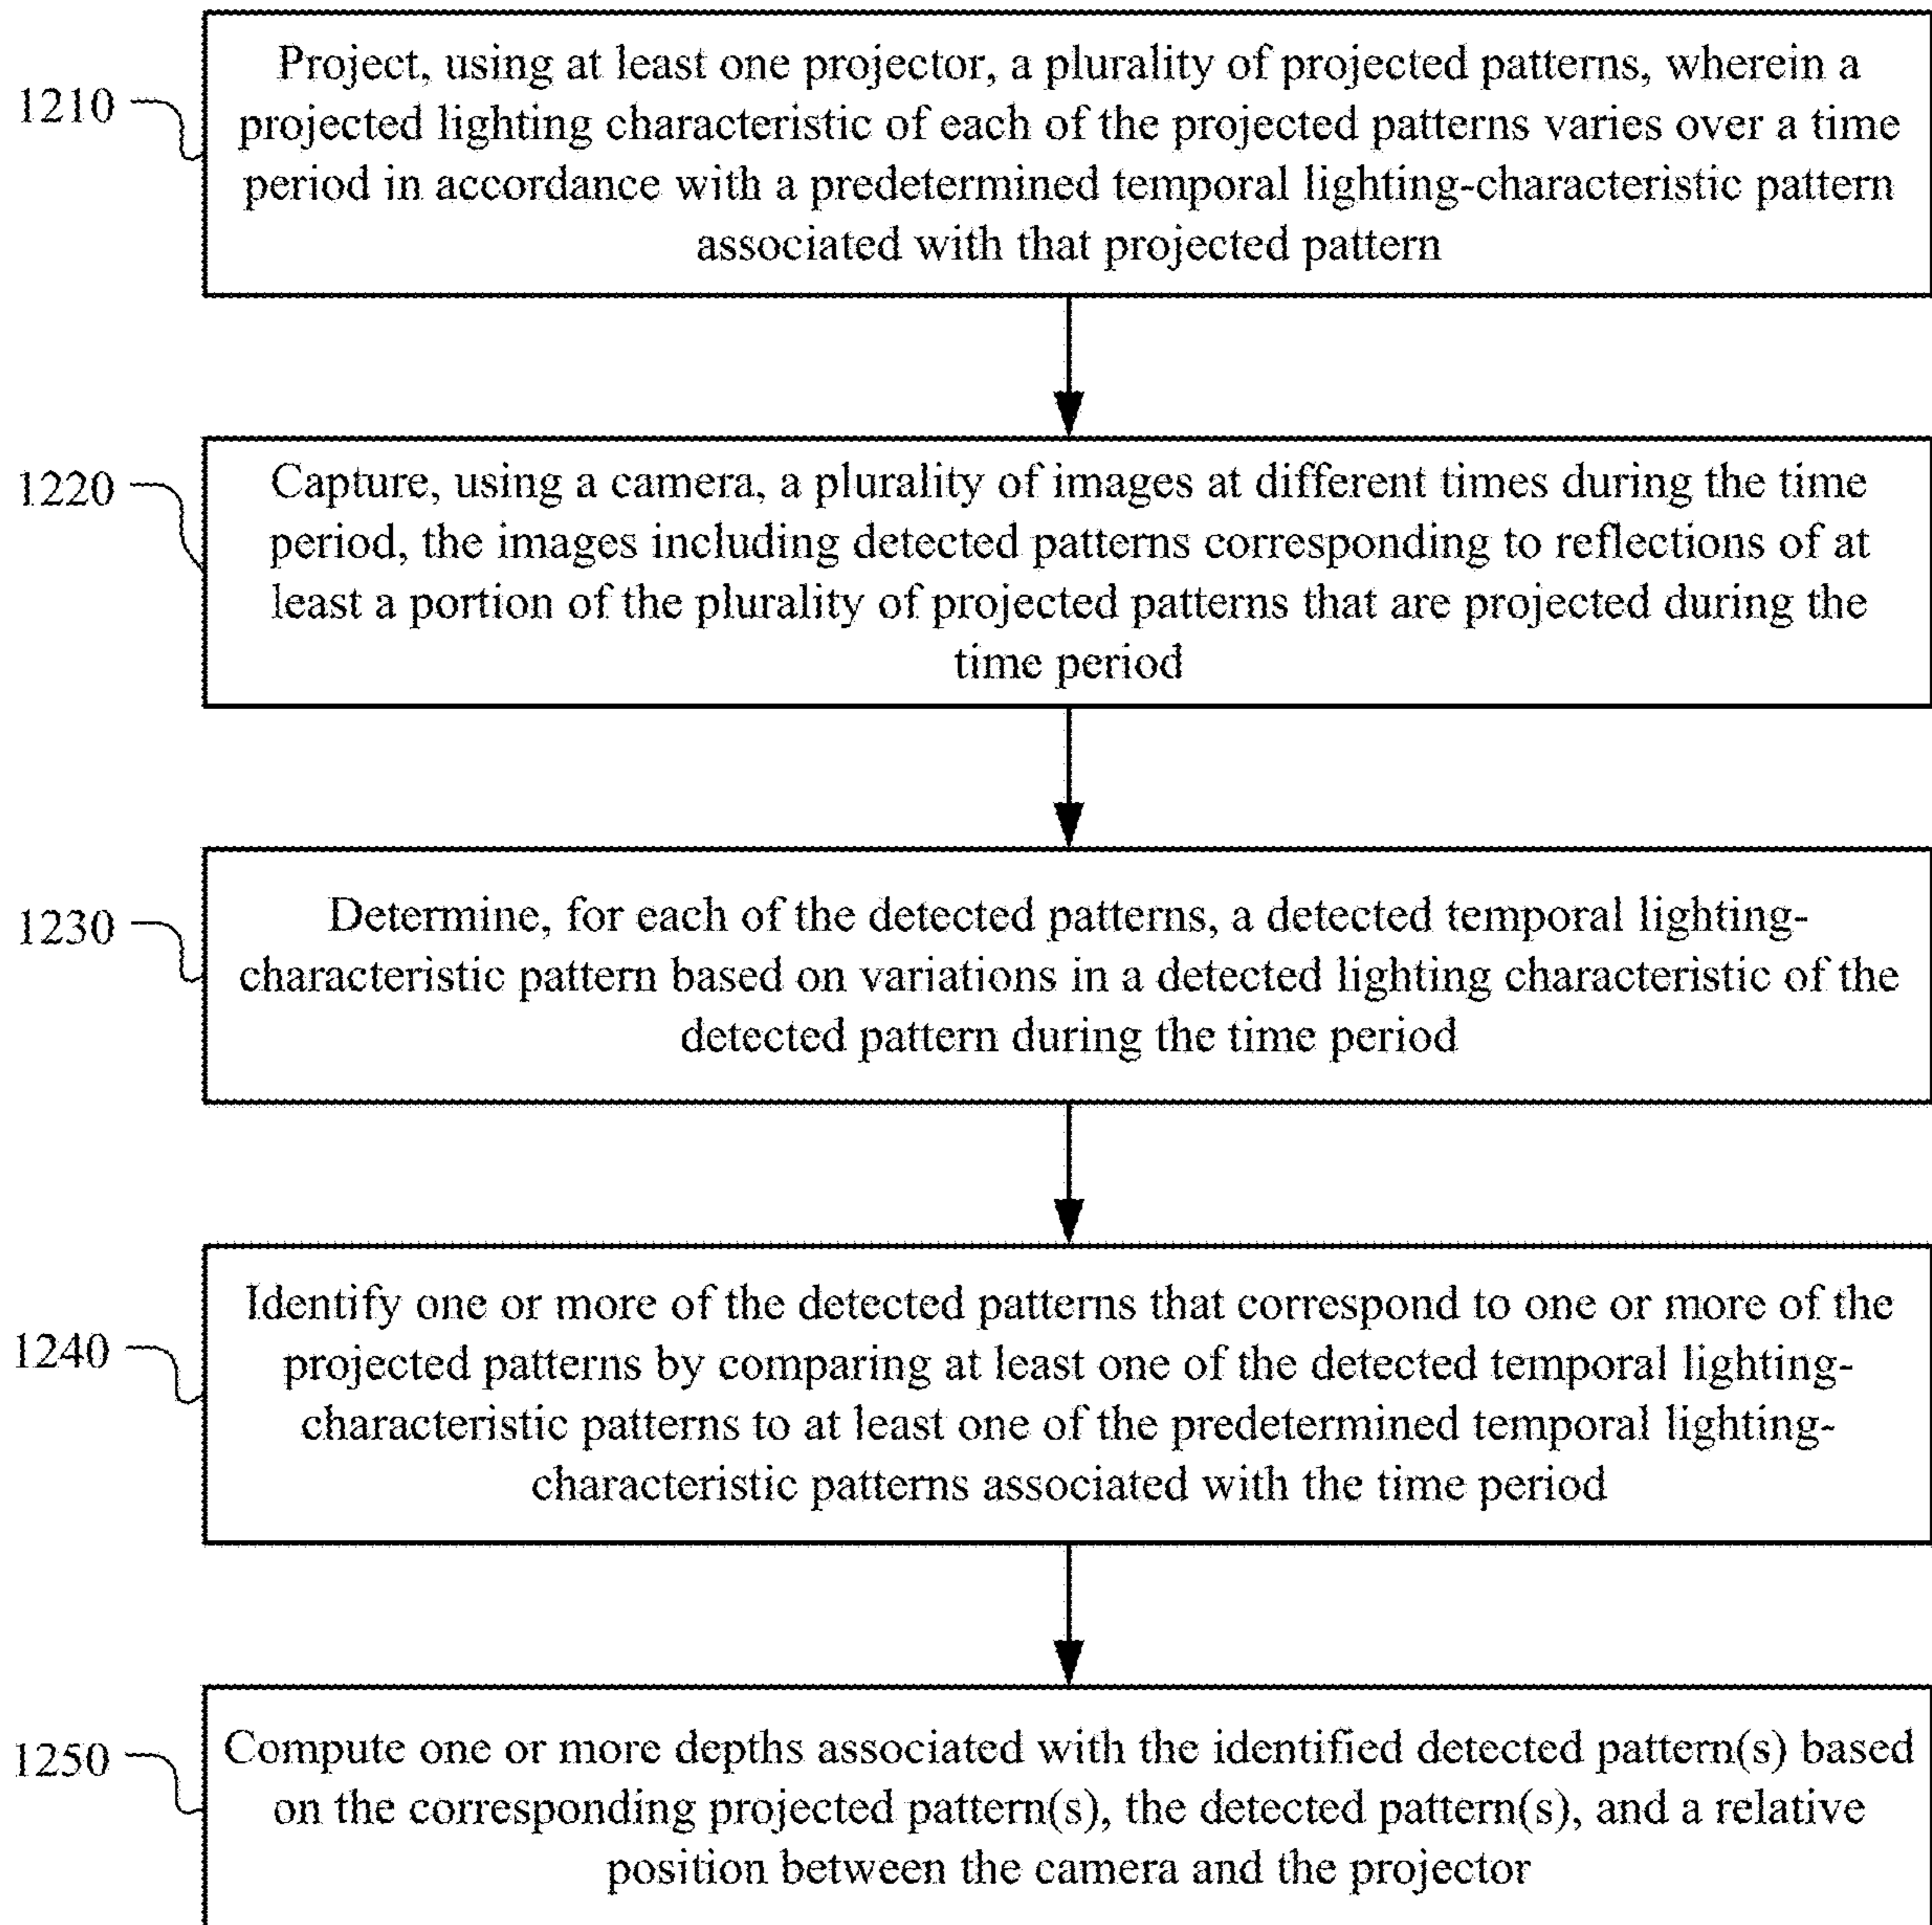 1210
Project, using at least one projector, a plurality of projected patterns, wherein a
projected lighting characteristic of each of the projected patterns varies over a time
period in accordance with a predetermined temporal lighting-characteristic pattern
associated with that projected pattern
1220
Capture, using a camera, a plurality of images at different times during the time
period, the images including detected patterns corresponding to reflections of at
least a portion of the plurality of projected patterns that are projected during the
time period
1230
Determine, for each of the detected patterns, a detected temporal lighting-
characteristic pattern based on variations in a detected lighting characteristic of the
detected pattern during the time period
1240
Identify one or more of the detected patterns that correspond to one or more of the
projected patterns by comparing at least one of the detected temporal lighting-
characteristic patterns to at least one of the predetermined temporal lighting-
characteristic patterns associated with the time period
1250
Compute one or more depths associated with the identified detected pattern(s) based
on the corresponding projected pattern(s), the detected pattern(s), and a relative
position between the camera and the projector